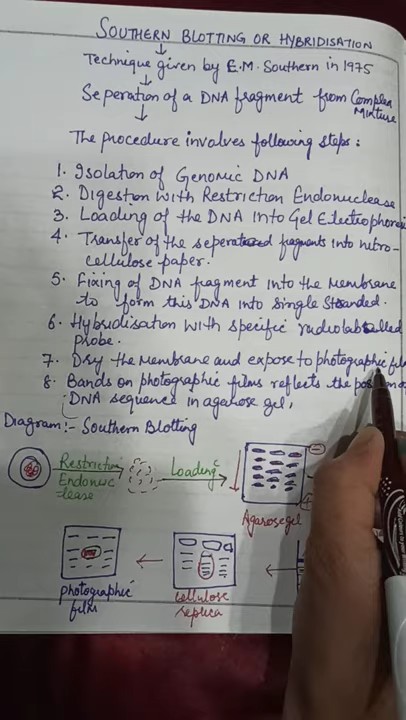 SOUTHERN BLOTTING OR HYBRIDISATION
Technique given by E.M. Southern in 1975
Seperation of a DNA fragment from Complex
Mixture
The procedure involves following steps:
1. Isolation of Genomic DNA
2. Digestion with Restriction Endonuclease
3. Loading of the DNA into Gel Electrophoresi
4. Transfer of the seperated fragments into nitro-
cellulose paper.
5. Fixing of DNA fragment into the Membrane
to form this DNA into Single Stranded.
6. Hybridisation with specific radiolabelled
probe.
7. Dry the Membrane and expose to photographic
8. Bands on photographic films reflects the
DNA sequence in agarose gel,
Diagram:- Southern Blotting
Restriction
Endonuc
-lease
Loading
Agarose gel
photographic
films
cellulose
replica